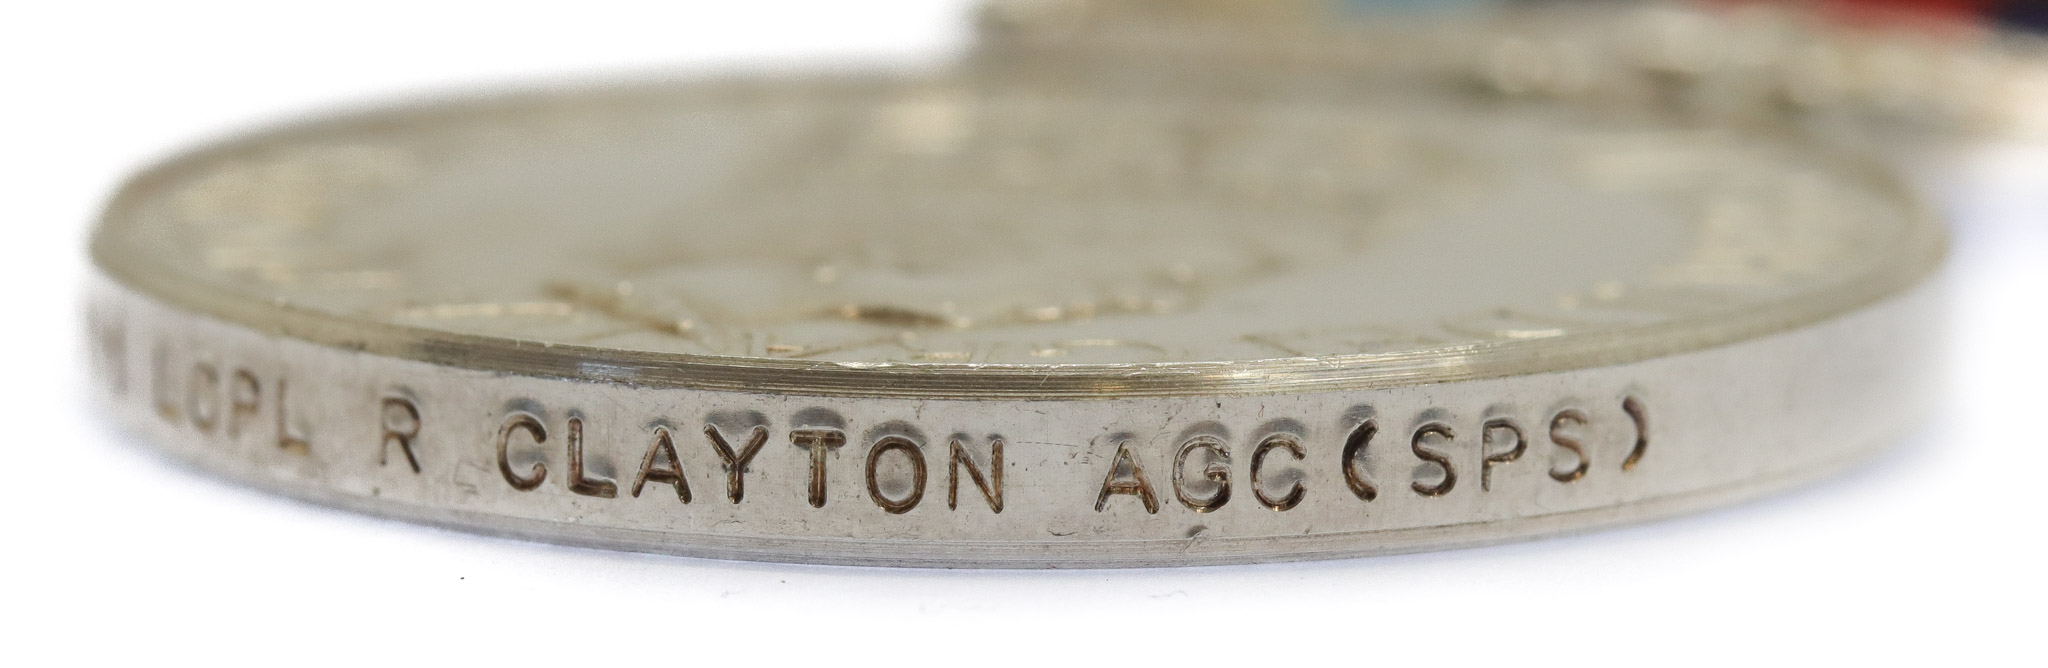 LCPL R CLAYTON AGC(SPS)